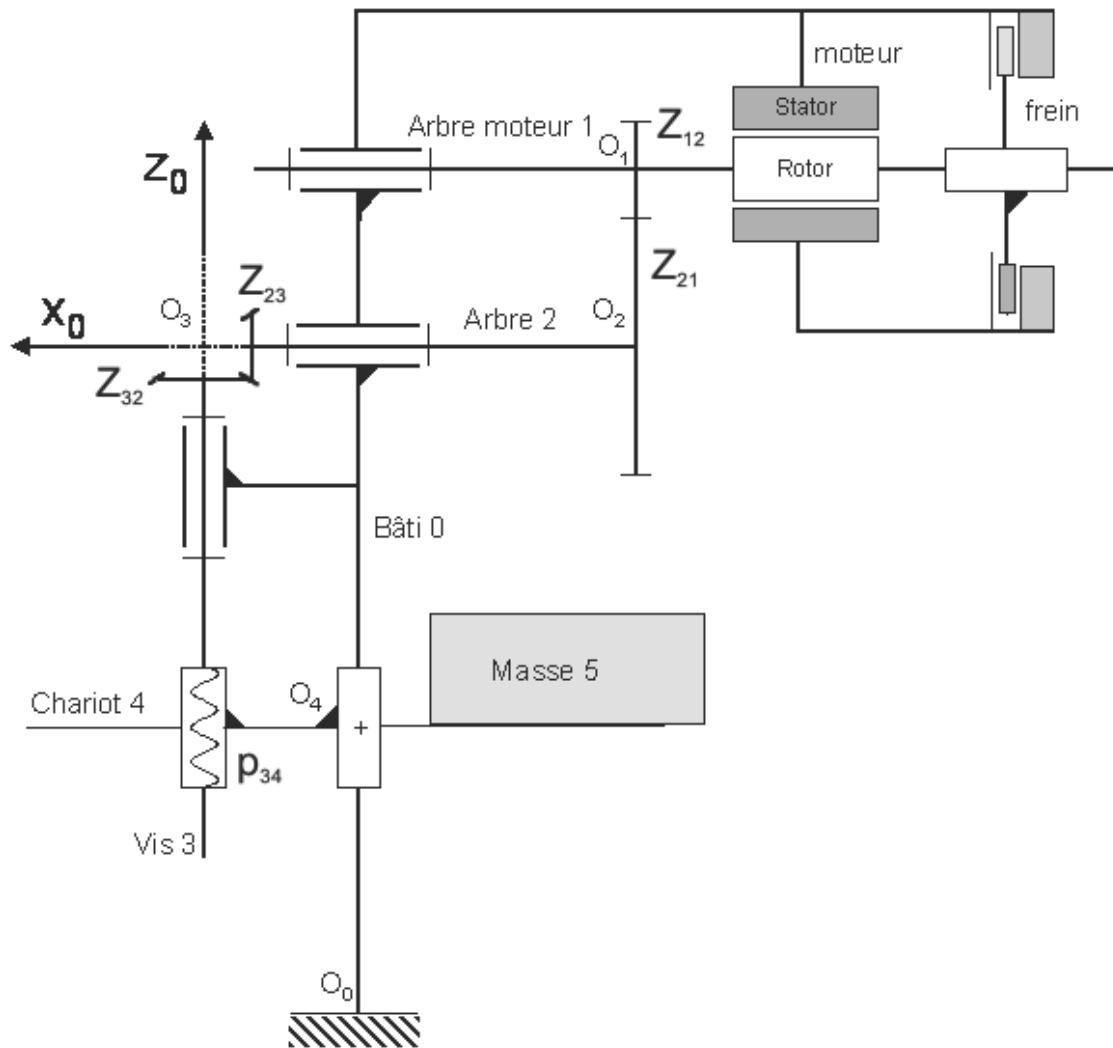 moteur
Stator
frein
Arbre moteur 1
O₁
Z₁₂
Rotor
Z₀
Z₂₁
Z₂₃
X₀
O₃
Arbre 2
O₂
Z₃₂
Bâti 0
Masse 5
Chariot 4
O₄
p₃₄
Vis 3
O₀